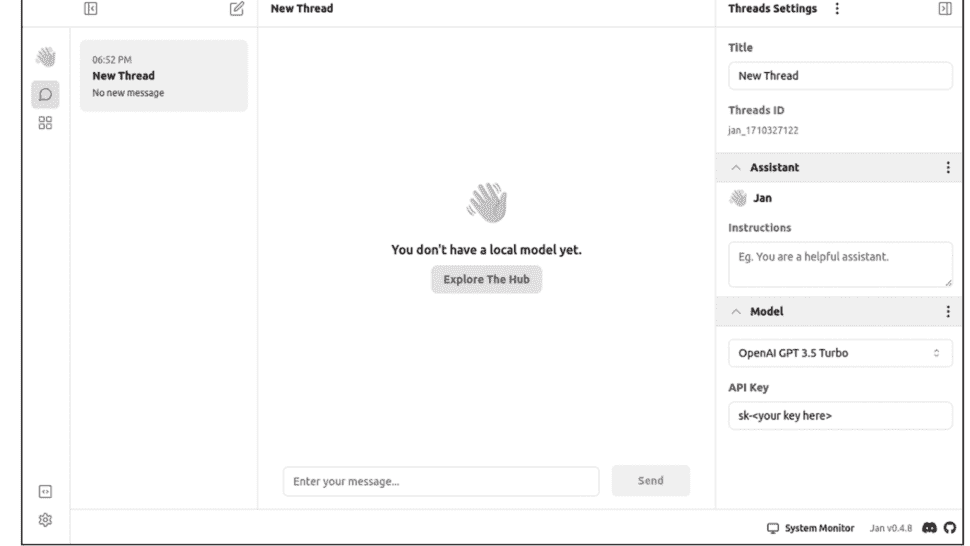 New Thread
Threads Settings
06:52 PM
New Thread
No new message
You don't have a local model yet.
Explore The Hub
Enter your message...
Send
Title
New Thread
Threads ID
jan_1710327122
Assistant
Jan
Instructions
Eg. You are a helpful assistant.
Model
OpenAI GPT 3.5 Turbo
API Key
sk-<your key here>
System Monitor
Jan v0.4.8